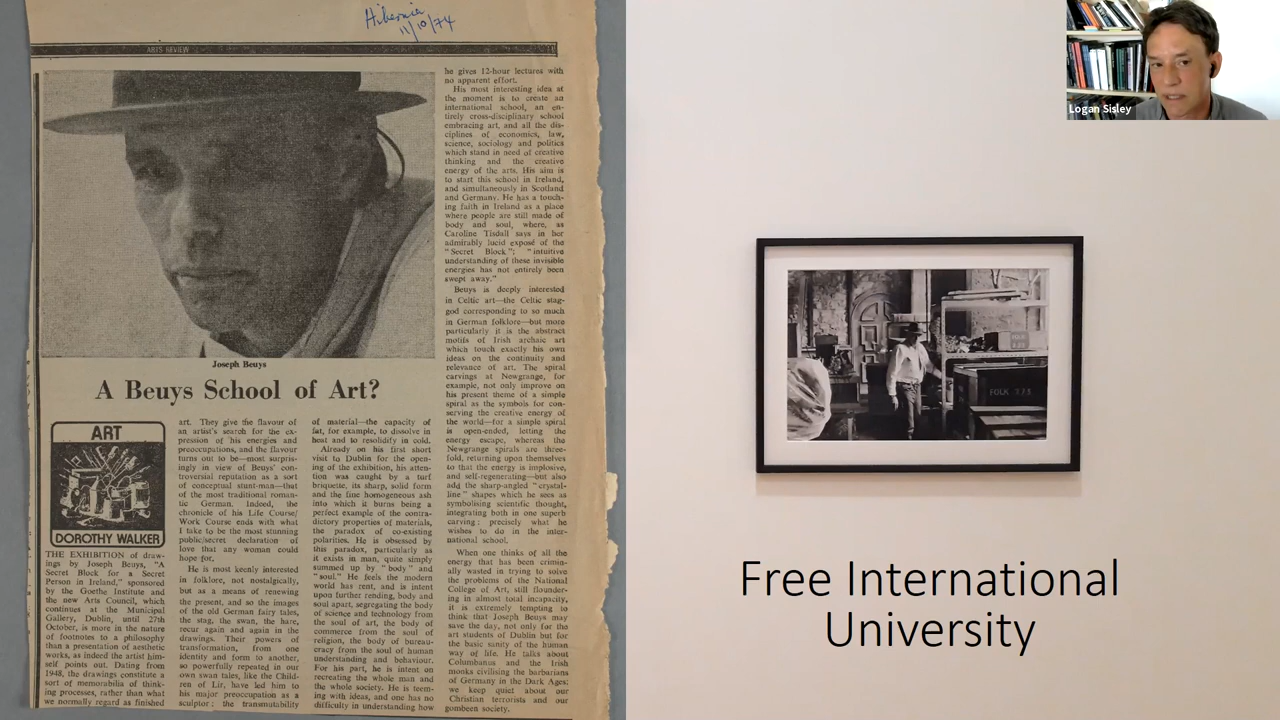 Hibernia
11/10/74
ARTS REVIEW
Joseph Beuys
A Beuys School of Art?
ART
DOROTHY WALKER
THE EXHIBITION of draw-
ings by Joseph Beuys, "A
Secret Block for a Secret
Person in Ireland," sponsored
by the Goethe Institute and
the new Arts Council, which
continues at the Municipal
Gallery, Dublin, until 27th
October, is more in the nature
of footnotes to a philosophy
than a presentation of aesthetic
works, as indeed the artist him-
self points out. Dating from
1948, the drawings constitute a
sort of memorabilia of think-
ing processes, rather than what
we normally regard as finished
art. They give the flavour of
an artist's search for the ex-
pression of his energies and
preoccupations, and the flavour
turns out to be—most surpris-
ingly in view of Beuys' con-
troversial reputation as a sort
of conceptual stunt-man—that
of the most traditional roman-
tic German. Indeed, the
chronicle of his Life Course/
Work Course ends with what
I take to be the most stunning
public/secret declaration of
love that any woman could
hope for.
He is most keenly interested
in folklore, not nostalgically,
but as a means of renewing
the present, and so the images
of the old German fairy tales,
the stag, the swan, the hare,
recur again and again in the
drawings. Their powers of
transformation, from one
identity and form to another,
so powerfully repeated in our
own swan tales, like the Child-
ren of Lir, have led him to
his major preoccupation as a
sculptor: the transmutability
of material—the capacity of
fat, for example, to dissolve in
heat and to resolidify in cold.
Already on his first short
visit to Dublin for the open-
ing of the exhibition, his atten-
tion was caught by a turf
briquette, its sharp, solid form
and the fine homogeneous ash
into which it burns being a
perfect example of the contra-
dictory properties of materials,
the paradox of co-existing
polarities. He is obsessed by
this paradox, particularly as
it exists in man, quite simply
summed up by "body" and
"soul." He feels the modern
world has rent, and is intent
upon further rending, body and
soul apart, segregating the body
of science and technology from
the soul of art, the body of
commerce from the soul of
religion, the body of bureau-
cracy from the soul of human
understanding and behaviour.
For his part, he is intent on
recreating the whole man and
the whole society. He is teem-
ing with ideas, and one has no
difficulty in understanding how
he gives 12-hour lectures with
no apparent effort.
His most interesting idea at
the moment is to create an
international school, an en-
tirely cross-disciplinary school
embracing art, and all the dis-
ciplines of economics, law,
science, sociology and politics
which stand in need of creative
thinking and the creative
energy of the arts. His aim is
to start this school in Ireland,
and simultaneously in Scotland
and Germany. He has a touch-
ing faith in Ireland as a place
where people are still made of
body and soul, where, as
Caroline Tisdall says in her
admirably lucid exposé of the
"Secret Block": "intuitive
understanding of these invisible
energies has not entirely been
swept away."
Beuys is deeply interested
in Celtic art—the Celtic stag-
god corresponding to so much
in German folklore—but more
particularly it is the abstract
motifs of Irish archaic art
which touch exactly his own
ideas on the continuity and
relevance of art. The spiral
carvings at Newgrange, for
example, not only improve on
his present theme of a simple
spiral as the symbols for con-
serving the creative energy of
the world—for a simple spiral
is open-ended, letting the
energy escape, whereas the
Newgrange spirals are three-
fold, returning upon themselves
so that the energy is implosive,
and self-regenerating—but also
add the sharp-angled "crystal-
line" shapes which he sees as
symbolising scientific thought,
integrating both in one superb
carving: precisely what he
wishes to do in the inter-
national school.
When one thinks of all the
energy that has been crimin-
ally wasted in trying to solve
the problems of the National
College of Art, still flounder-
ing in almost total incapacity,
it is extremely tempting to
think that Joseph Beuys may
save the day, not only for the
art students of Dublin but for
the basic sanity of the human
way of life. He talks about
Columbanus and the Irish
monks civilising the barbarians
of Germany in the Dark Ages:
we keep quiet about our
Christian terrorists and our
gombeen society.
FOLK
FOLK
Free International
University
Logan Sisley